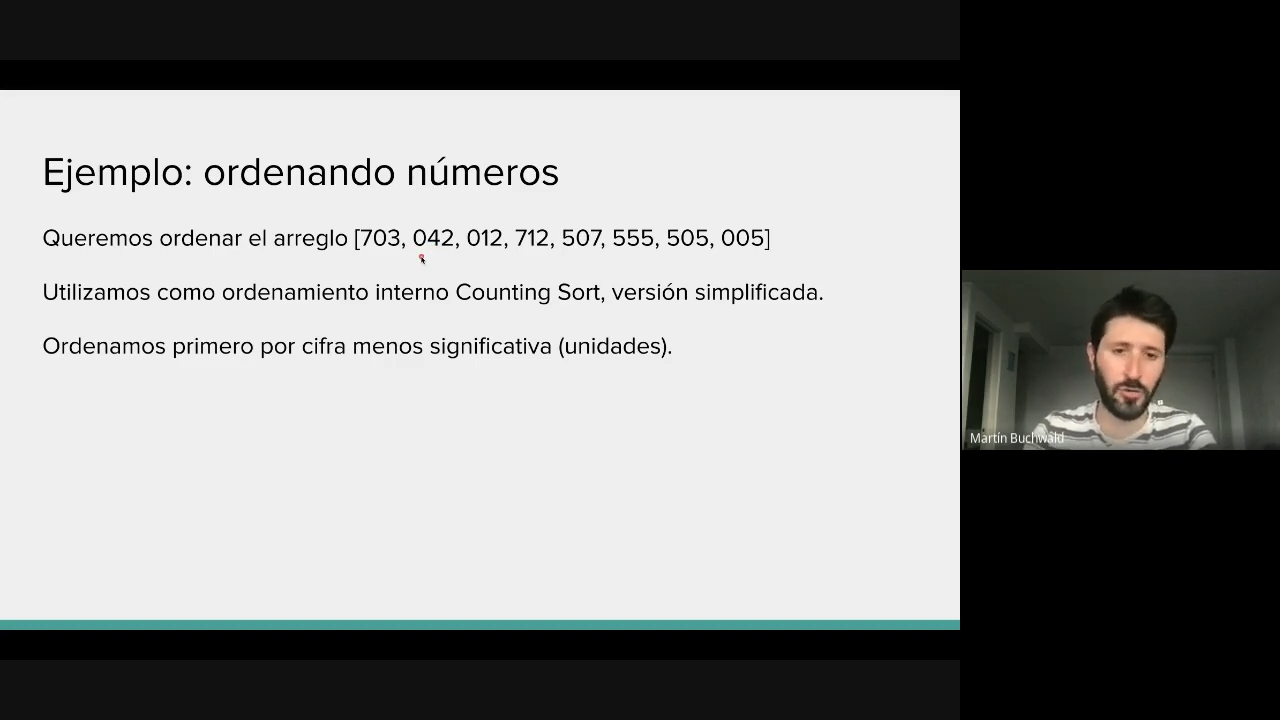 Ejemplo: ordenando números
Queremos ordenar el arreglo [703, 042, 012, 712, 507, 555, 505, 005]
Utilizamos como ordenamiento interno Counting Sort, versión simplificada.
Ordenamos primero por cifra menos significativa (unidades).
Martín Buchwald